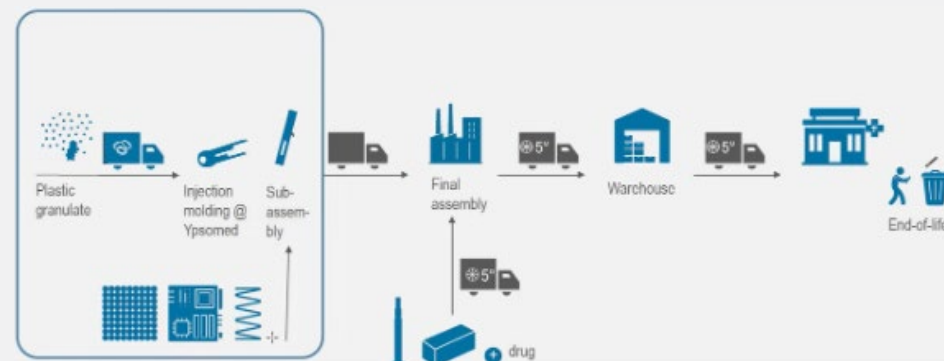 Plastic
granulate
Injection
molding @
Ypsomed
Sub-
assem-
bly
Final
assembly
5°
Warehouse
5°
End-of-life
5°
drug